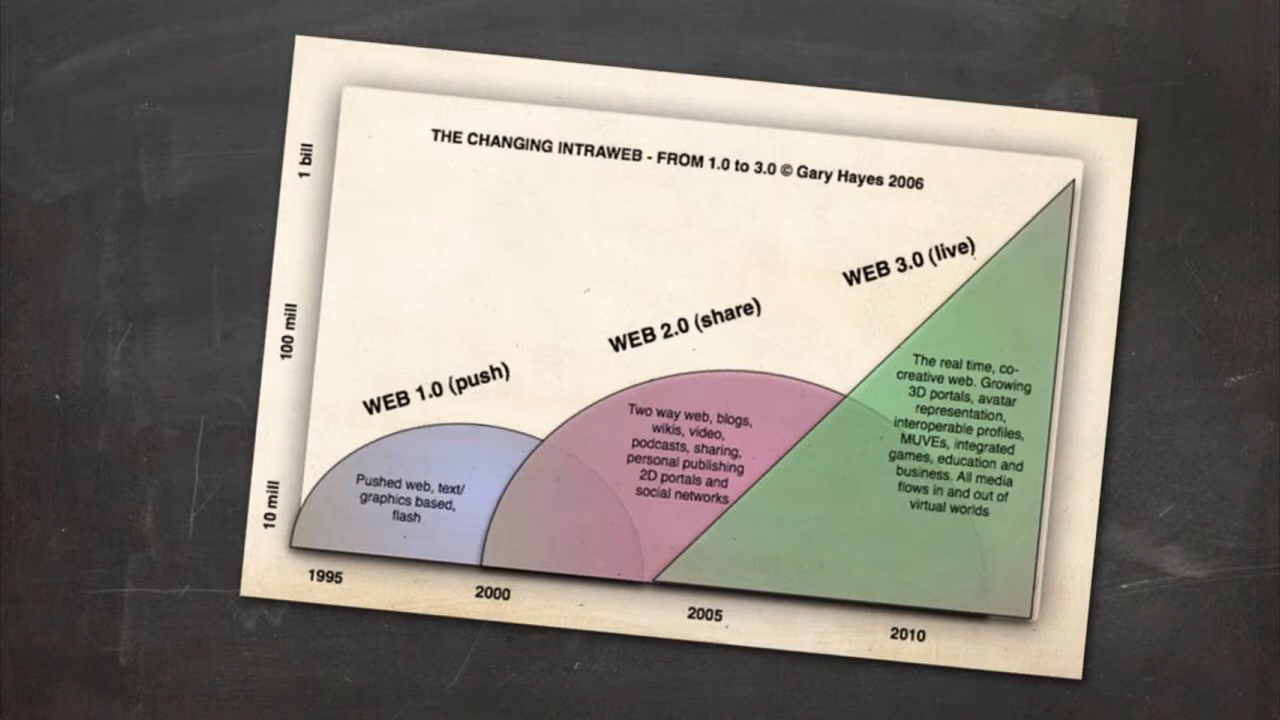 THE CHANGING INTRAWEB - FROM 1.0 to 3.0 © Gary Hayes 2006
1 bill
100 mill
10 mill
WEB 1.0 (push)
Pushed web, text/
graphics based,
flash
WEB 2.0 (share)
Two way web, blogs,
wikis, video,
podcasts, sharing,
personal publishing
2D portals and
social networks
WEB 3.0 (live)
The real time, co-
creative web. Growing
3D portals, avatar
representation,
interoperable profiles,
MUVEs, integrated
games, education and
business. All media
flows in and out of
virtual worlds
1995
2000
2005
2010